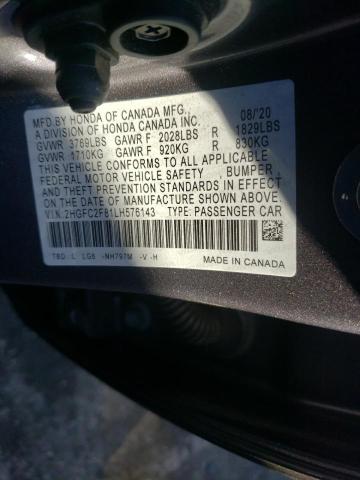 MFD.BY HONDA OF CANADA MFG. 08/'20
A DIVISION OF HONDA CANADA INC.
GVWR 3769LBS GAWR F 2028LBS R 1829LBS
GVWR 1710KG GAWR F 920KG R 830KG
THIS VEHICLE CONFORMS TO ALL APPLICABLE
FEDERAL MOTOR VEHICLE SAFETY, BUMPER,
AND THEFT PREVENTION STANDARDS IN EFFECT
ON THE DATE OF MANUFACTURE SHOWN ABOVE.
V.I.N. 2HGFC2F81LH576143 TYPE: PASSENGER CAR
TBD L LG6 -NH797M -V -H
MADE IN CANADA